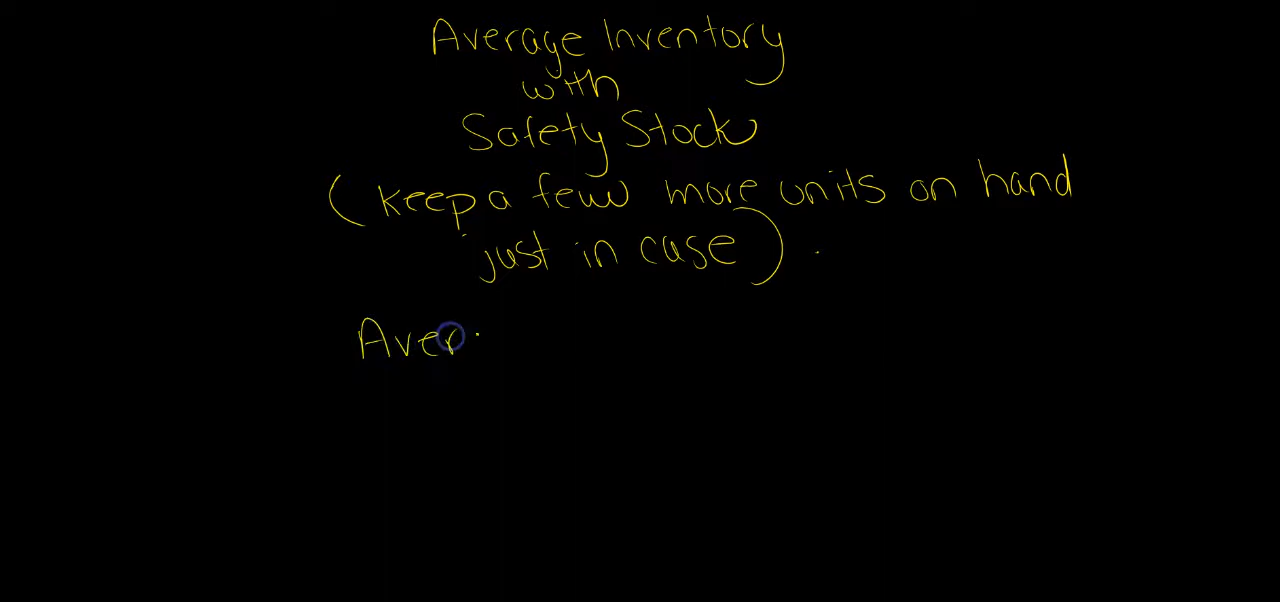 Average Inventory
with
Safety Stock
(keep a few more units on hand
just in case).
Aver